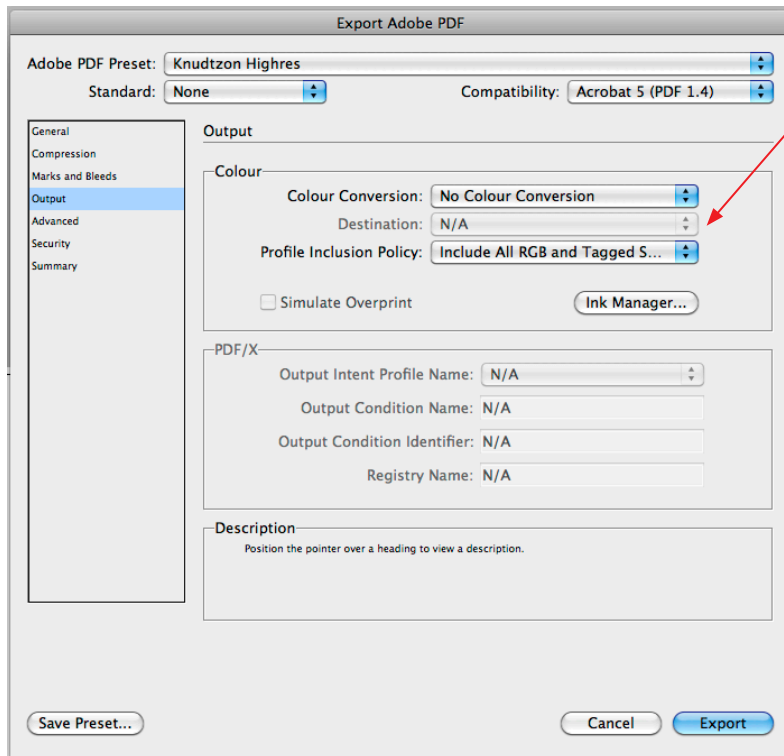 Export Adobe PDF
Adobe PDF Preset: Knudtzon Highres
Standard: None Compatibility: Acrobat 5 (PDF 1.4)
General
Compression
Marks and Bleeds
Output
Advanced
Security
Summary
Output
Colour
Colour Conversion: No Colour Conversion
Destination: N/A
Profile Inclusion Policy: Include All RGB and Tagged S...
Simulate Overprint Ink Manager...
PDF/X
Output Intent Profile Name: N/A
Output Condition Name: N/A
Output Condition Identifier: N/A
Registry Name: N/A
Description
Position the pointer over a heading to view a description.
Save Preset... Cancel Export